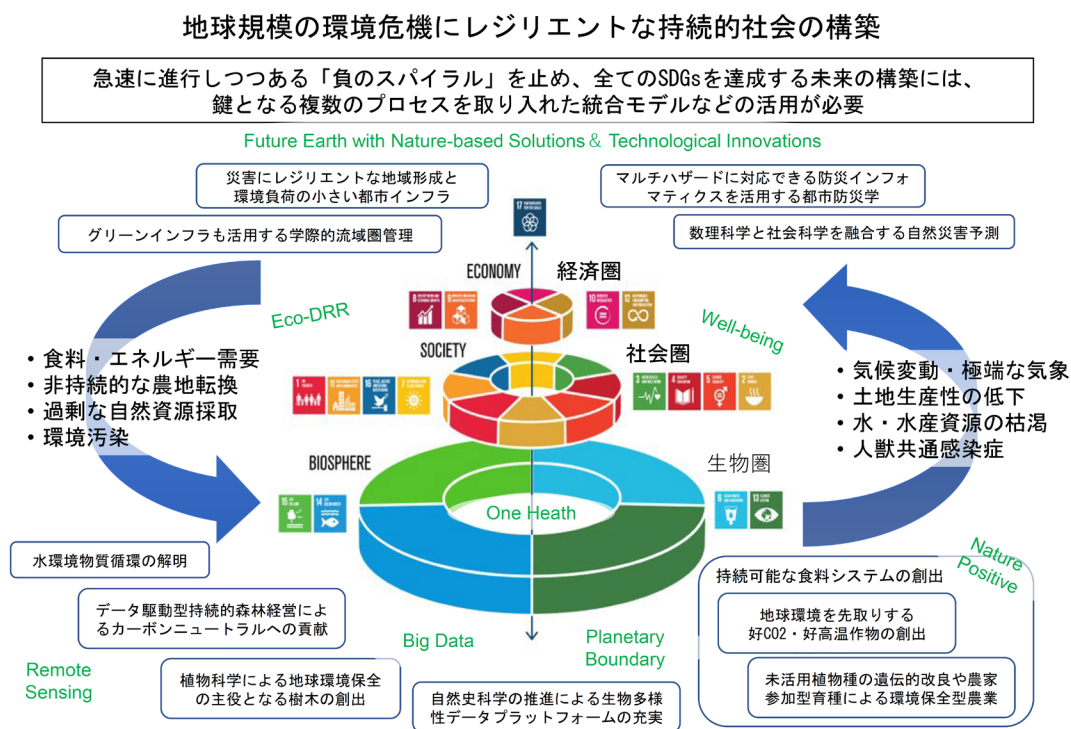 地球規模の環境危機にレジリエントな持続的社会の構築
急速に進行しつつある「負のスパイラル」を止め、全てのSDGsを達成する未来の構築には、
鍵となる複数のプロセスを取り入れた統合モデルなどの活用が必要
Future Earth with Nature-based Solutions & Technological Innovations
災害にレジリエントな地域形成と
環境負荷の小さい都市インフラ
マルチハザードに対応できる防災インフォ
マティクスを活用する都市防災学
グリーンインフラも活用する学際的流域圏管理
数理科学と社会科学を融合する自然災害予測
17
ECONOMY
経済圏
8
9
10
12
Eco-DRR
Well-being
SOCIETY
社会圏
1
11
16
7
3
4
5
2
・食料・エネルギー需要
・非持続的な農地転換
・過剰な自然資源採取
・環境汚染
・気候変動・極端な気象
・土地生産性の低下
・水・水産資源の枯渇
・人獣共通感染症
BIOSPHERE
生物圏
15
14
6
13
One Heath
水環境物質循環の解明
Nature
Positive
持続可能な食料システムの創出
データ駆動型持続的森林経営によ
るカーボンニュートラルへの貢献
地球環境を先取りする
好CO2・好高温作物の創出
Big Data
Planetary
Boundary
Remote
Sensing
植物科学による地球環境保全
の主役となる樹木の創出
自然史科学の推進による生物多様
性データプラットフォームの充実
未活用植物種の遺伝的改良や農家
参加型育種による環境保全型農業